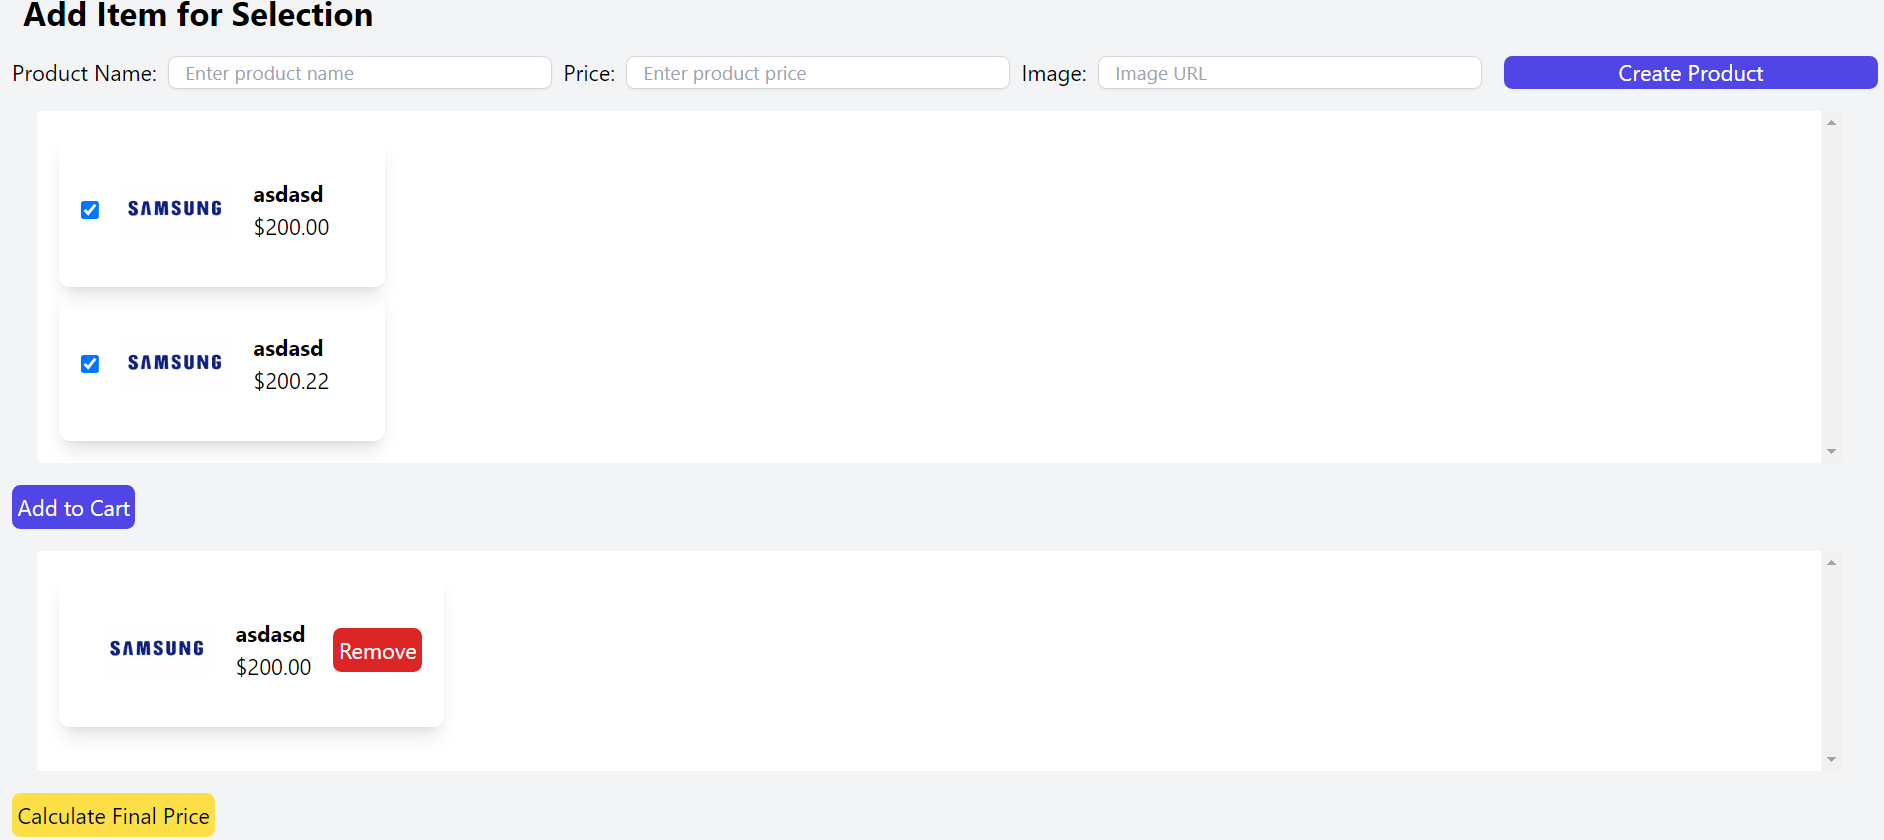 Add Item for Selection
Product Name: Enter product name Price: Enter product price Image: Image URL Create Product
SAMSUNG
asdasd
$200.00
SAMSUNG
asdasd
$200.22
Add to Cart
SAMSUNG
asdasd
$200.00
Remove
Calculate Final Price